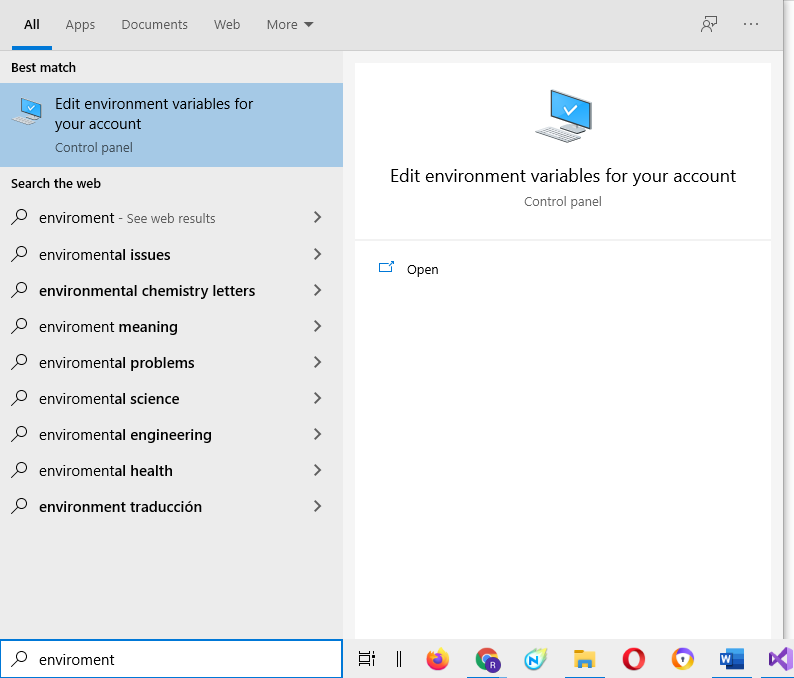 All Apps Documents Web More
Best match
Edit environment variables for
your account
Control panel
Search the web
enviroment - See web results
enviromental issues
environmental chemistry letters
enviroment meaning
enviromental problems
enviromental science
enviromental engineering
enviromental health
environment traducción
Edit environment variables for your account
Control panel
Open
enviroment
R
N
W